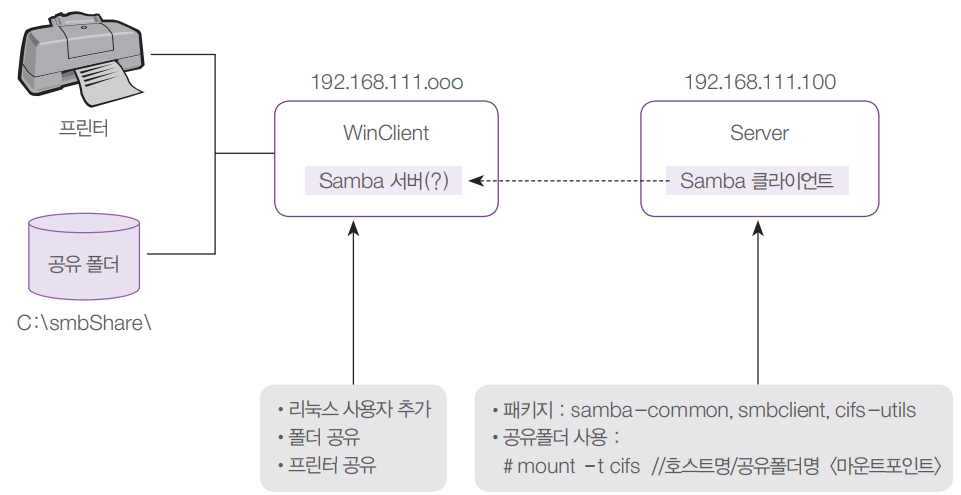 192.168.111.ooo
192.168.111.100
프린터
WinClient
Server
Samba 서버(?)
Samba 클라이언트
공유 폴더
C:\smbShare\
• 리눅스 사용자 추가
• 폴더 공유
• 프린터 공유
• 패키지 : samba-common, smbclient, cifs-utils
• 공유폴더 사용 :
# mount -t cifs //호스트명/공유폴더명 〈마운트포인트〉